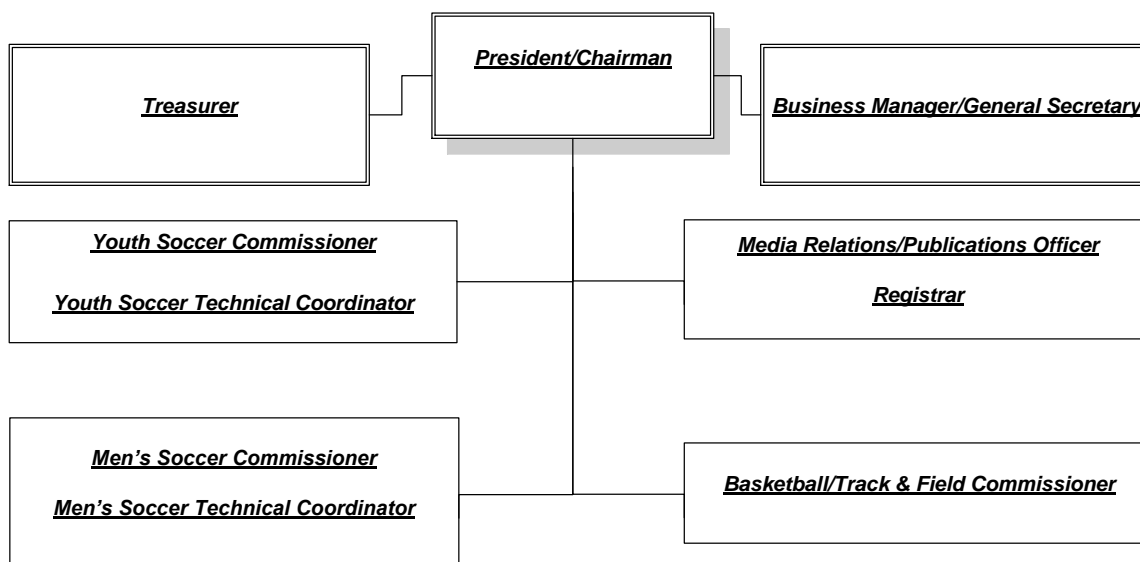 President/Chairman
Treasurer
Business Manager/General Secretary
Youth Soccer Commissioner
Youth Soccer Technical Coordinator
Media Relations/Publications Officer
Registrar
Men’s Soccer Commissioner
Men’s Soccer Technical Coordinator
Basketball/Track & Field Commissioner